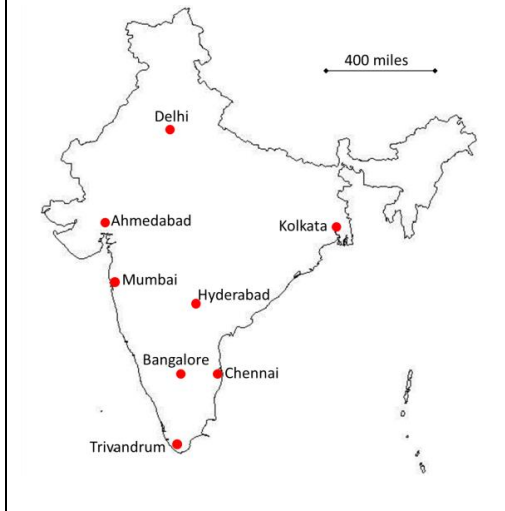 400 miles
Delhi
Ahmedabad
Kolkata
Mumbai
Hyderabad
Bangalore
Chennai
Trivandrum